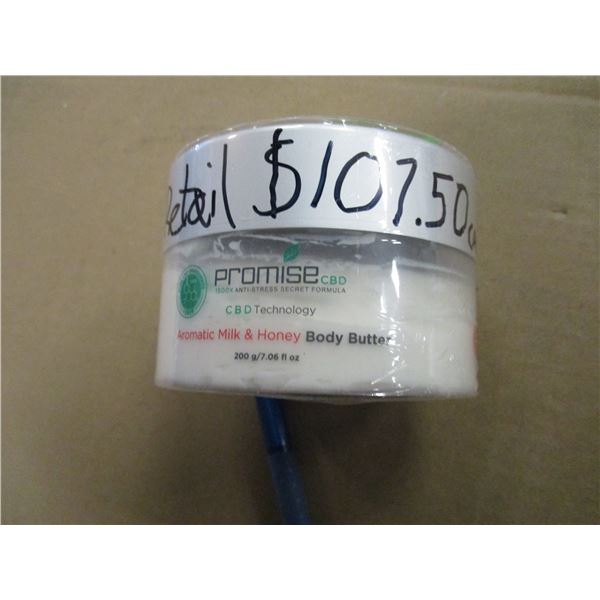 Retail $107.50
PROMISE CBD
1500X ANTI-STRESS SECRET FORMULA
CBD Technology
Aromatic Milk & Honey Body Butter
200 g/7.06 fl oz